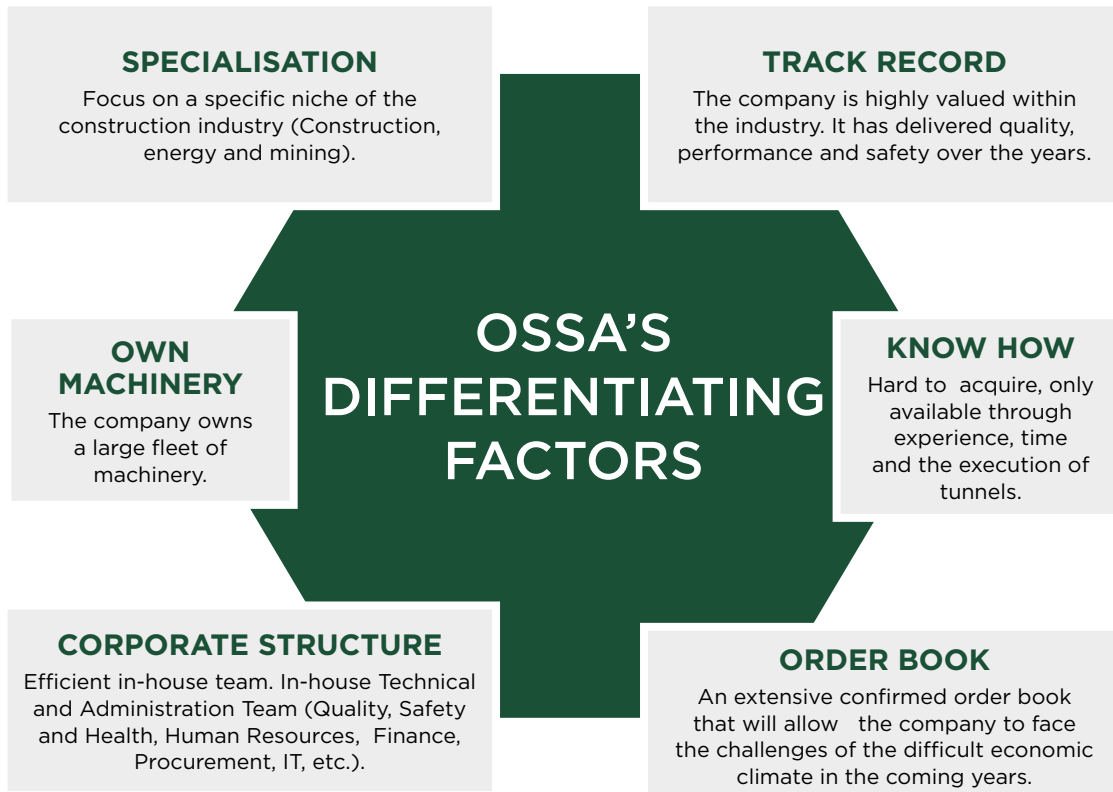 SPECIALISATION
Focus on a specific niche of the
construction industry (Construction,
energy and mining).
TRACK RECORD
The company is highly valued within
the industry. It has delivered quality,
performance and safety over the years.
OWN
MACHINERY
The company owns
a large fleet of
machinery.
OSSA'S
DIFFERENTIATING
FACTORS
KNOW HOW
Hard to acquire, only
available through
experience, time
and the execution of
tunnels.
CORPORATE STRUCTURE
Efficient in-house team. In-house Technical
and Administration Team (Quality, Safety
and Health, Human Resources, Finance,
Procurement, IT, etc.).
ORDER BOOK
An extensive confirmed order book
that will allow the company to face
the challenges of the difficult economic
climate in the coming years.